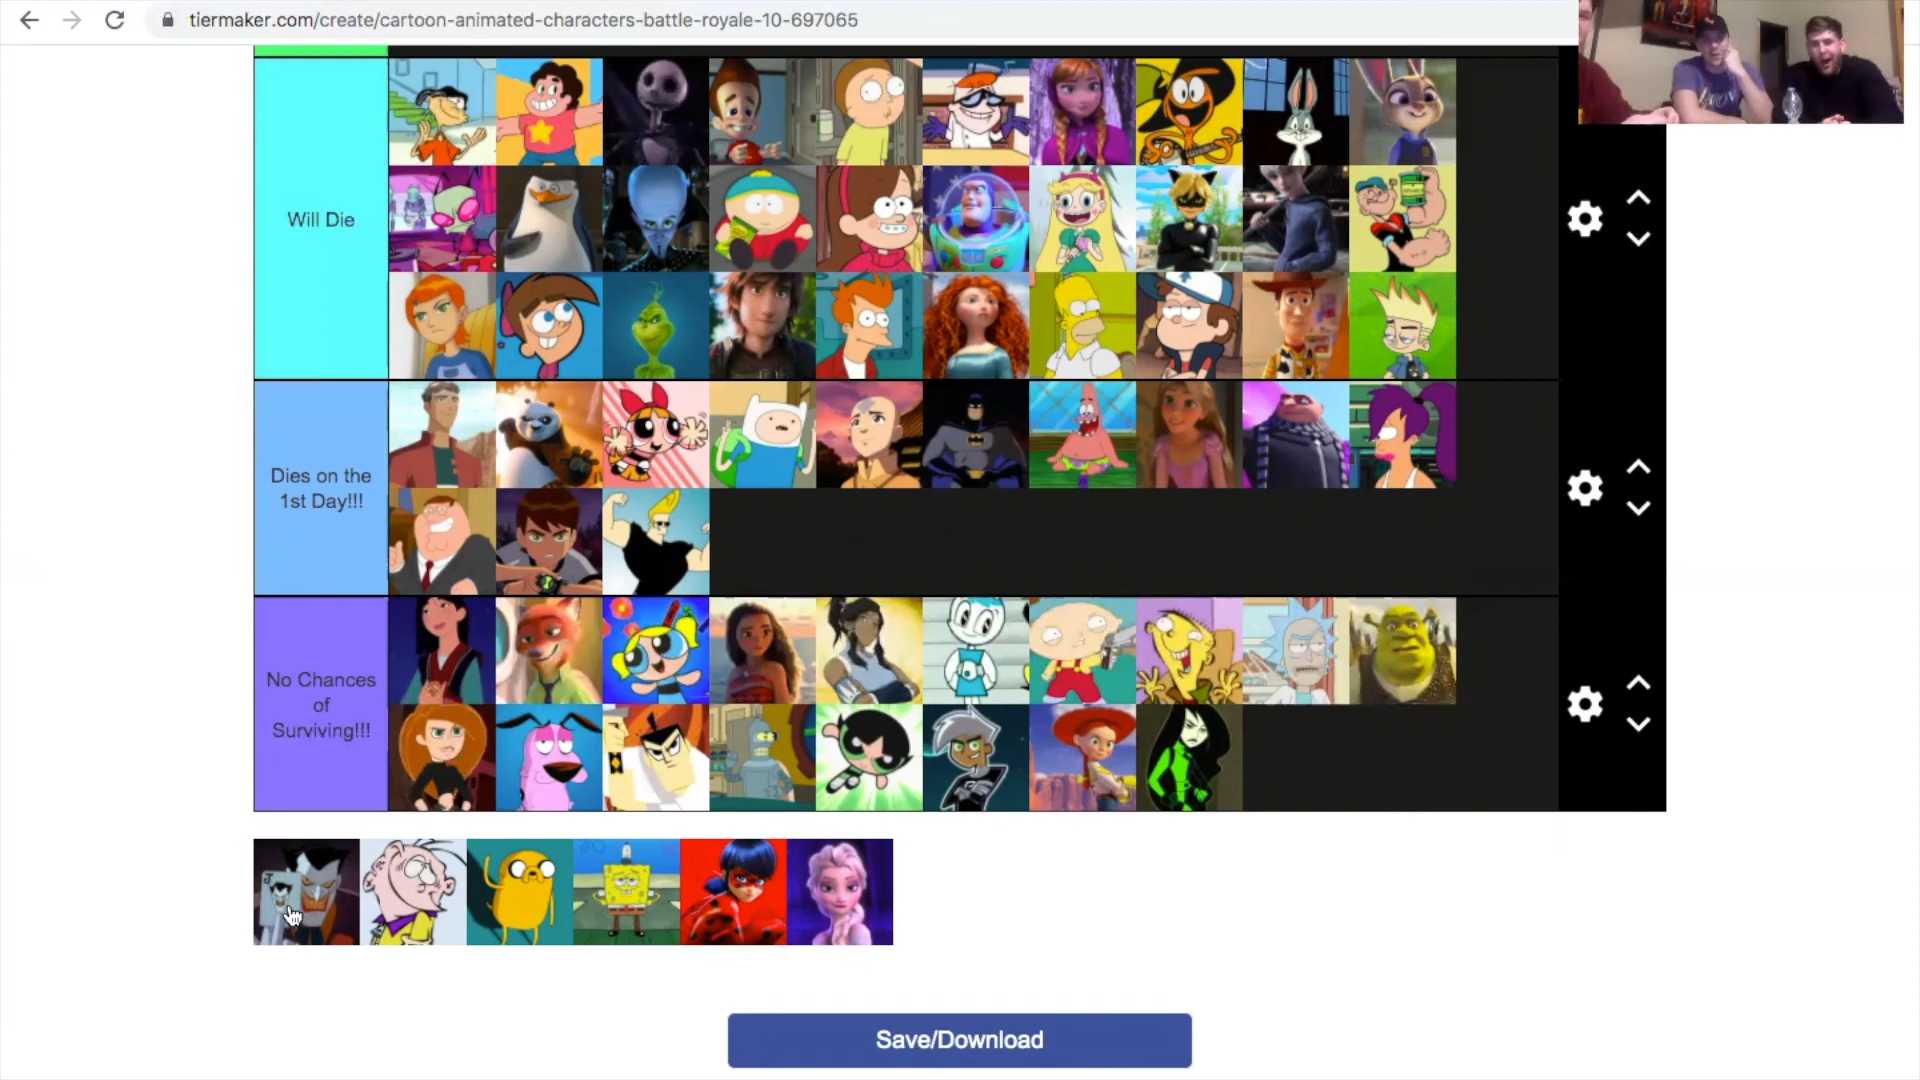 tiermaker.com/create/cartoon-animated-characters-battle-royale-10-697065
Will Die
Dies on the
1st Day!!!
No Chances
of
Surviving!!!
J
Save/Download